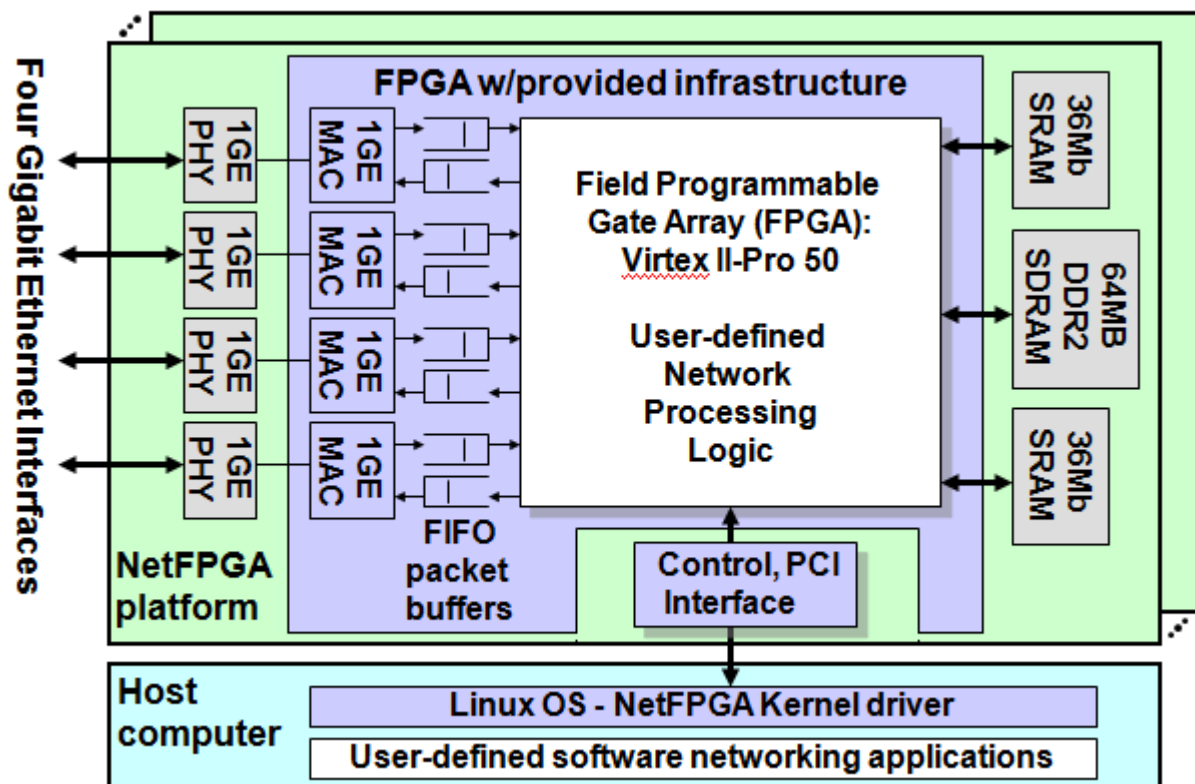 Four Gigabit Ethernet Interfaces
FPGA w/provided infrastructure
1GE
PHY
1GE
MAC
1GE
PHY
1GE
MAC
1GE
PHY
1GE
MAC
1GE
PHY
1GE
MAC
FIFO
packet
buffers
Field Programmable
Gate Array (FPGA):
Virtex II-Pro 50
User-defined
Network
Processing
Logic
36Mb
SRAM
64MB
DDR2
SDRAM
36Mb
SRAM
NetFPGA
platform
Control, PCI
Interface
Host
computer
Linux OS - NetFPGA Kernel driver
User-defined software networking applications